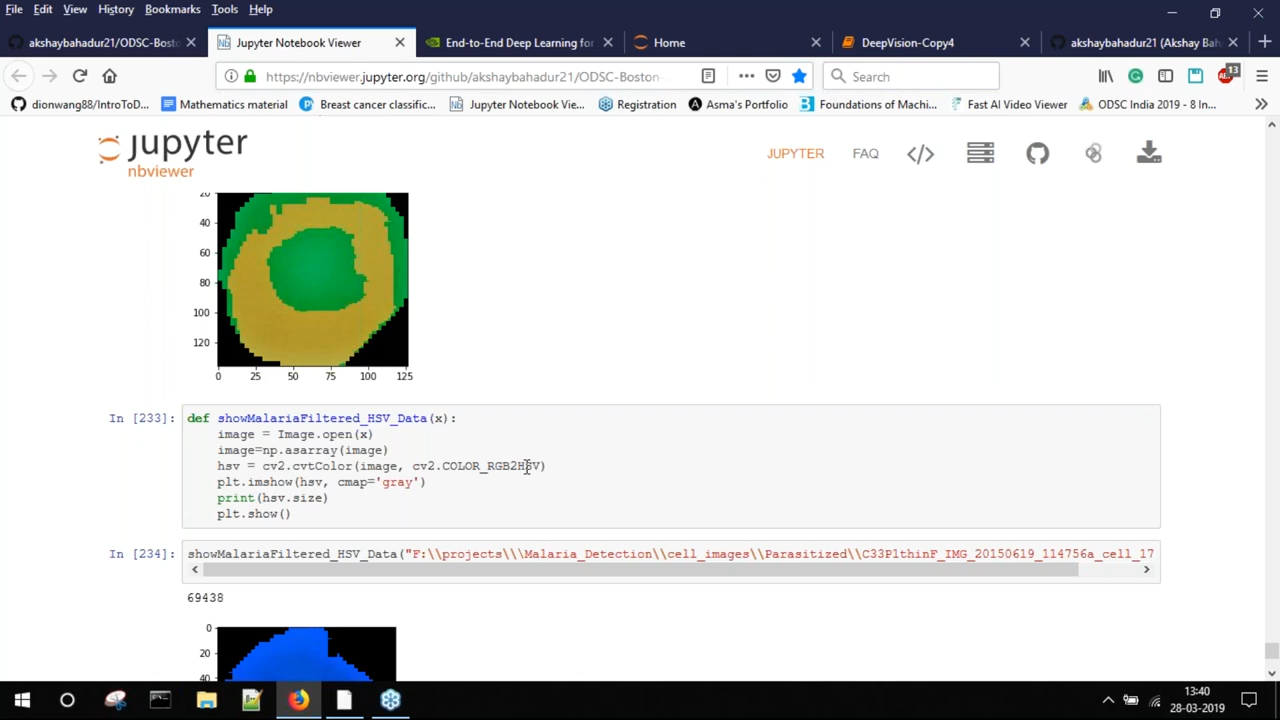 File Edit View History Bookmarks Tools Help
akshaybahadur21/ODSC-Bosto
Jupyter Notebook Viewer
End-to-End Deep Learning for
Home
DeepVision-Copy4
akshaybahadur21 (Akshay Bah
https://nbviewer.jupyter.org/github/akshaybahadur21/ODSC-Boston-
Search
13
dionwang88/IntroToD...
Mathematics material
Breast cancer classific...
Jupyter Notebook Vie...
Registration
Asma's Portfolio
Foundations of Machi...
Fast AI Video Viewer
ODSC India 2019 - 8 In...
jupyter
nbviewer
JUPYTER FAQ
20
40
60
80
100
120
0 25 50 75 100 125
In [233]:
def showMalariaFiltered_HSV_Data(x):
image = Image.open(x)
image=np.asarray(image)
hsv = cv2.cvtColor(image, cv2.COLOR_RGB2HSV)
plt.imshow(hsv, cmap='gray')
print(hsv.size)
plt.show()
In [234]:
showMalariaFiltered_HSV_Data("F:\\projects\\\Malaria_Detection\\cell_images\\Parasitized\\C33P1thinF_IMG_20150619_114756a_cell_17
69438
0
20
40
13:40
28-03-2019